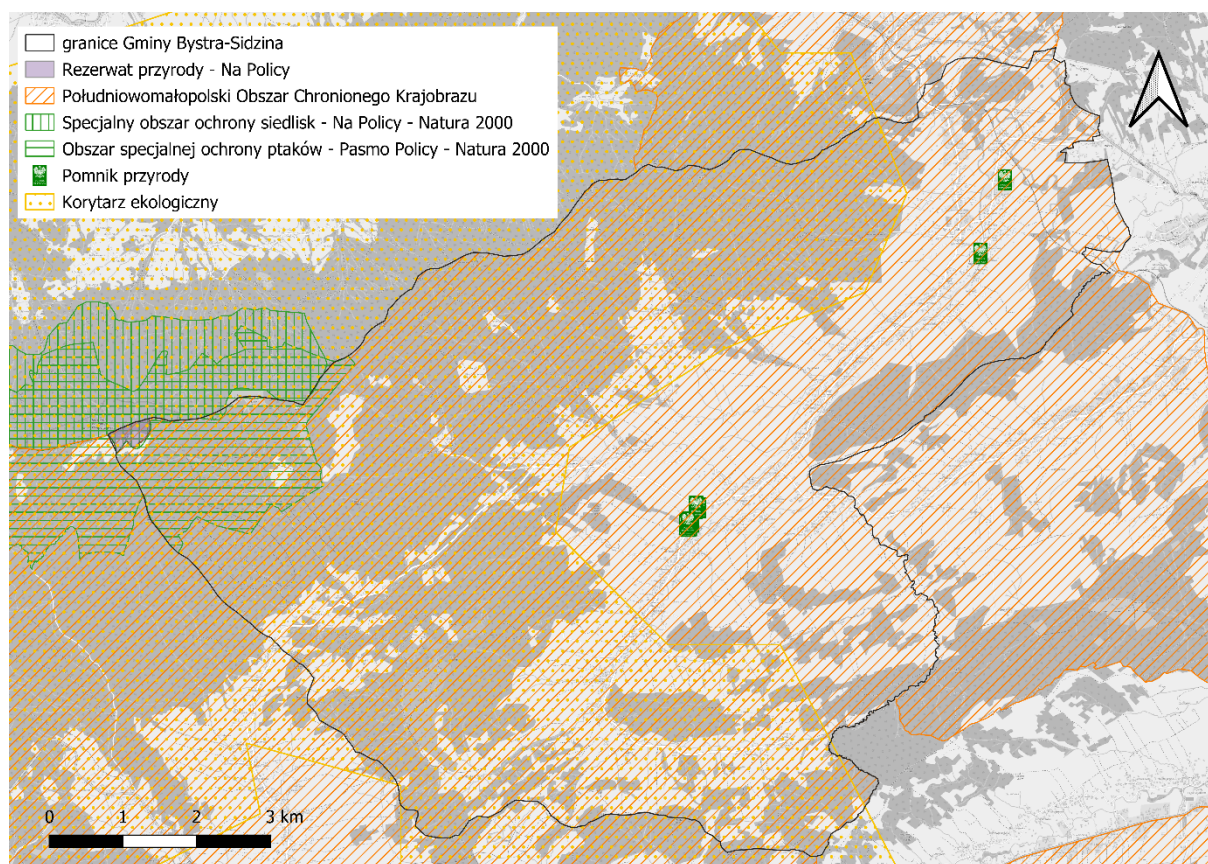 granice Gminy Bystra-Sidzina
Rezerwat przyrody - Na Policy
Południowomałopolski Obszar Chronionego Krajobrazu
Specjalny obszar ochrony siedlisk - Na Policy - Natura 2000
Obszar specjalnej ochrony ptaków - Pasmo Policy - Natura 2000
Pomnik przyrody
Korytarz ekologiczny
0 1 2 3 km